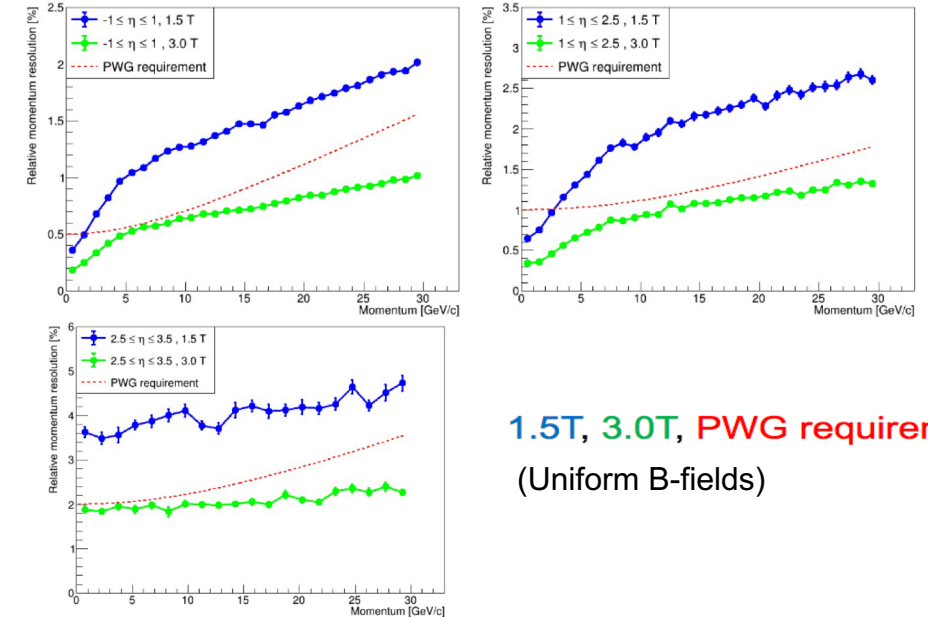 Relative momentum resolution [%]
2.5
2
1.5
1
0.5
0
-1 ≤ η ≤ 1, 1.5 T
-1 ≤ η ≤ 1 , 3.0 T
PWG requirement
0 5 10 15 20 25 30
Momentum [GeV/c]
Relative momentum resolution [%]
3.5
3
2.5
2
1.5
1
0.5
0
1 ≤ η ≤ 2.5 , 1.5 T
1 ≤ η ≤ 2.5 , 3.0 T
PWG requirement
0 5 10 15 20 25 30
Momentum [GeV/c]
Relative momentum resolution [%]
6
5
4
3
2
1
0
2.5 ≤ η ≤ 3.5 , 1.5 T
2.5 ≤ η ≤ 3.5 , 3.0 T
PWG requirement
0 5 10 15 20 25 30
Momentum [GeV/c]
1.5T, 3.0T, PWG
(Uniform B-fields)